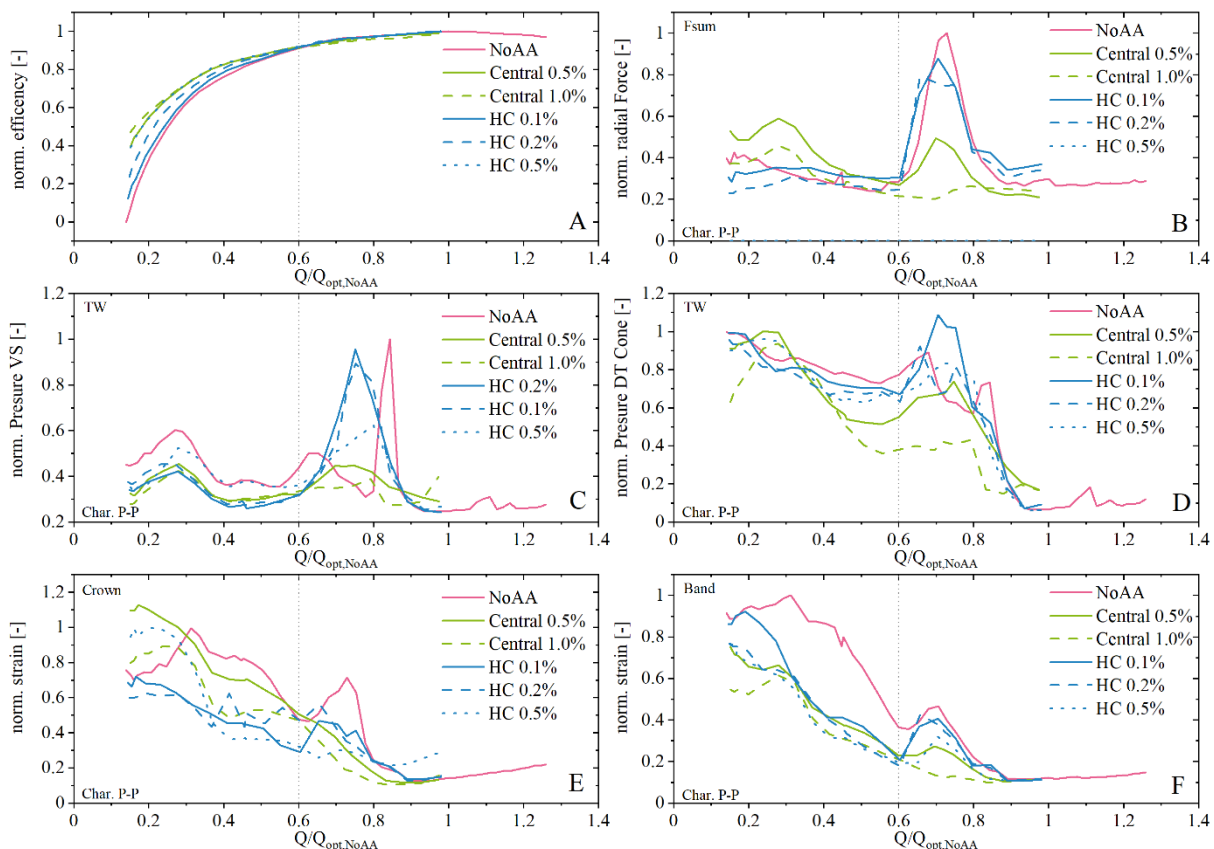 A
norm. efficency [-]
1
0.8
0.6
0.4
0.2
0
0 0.2 0.4 0.6 0.8 1 1.2 1.4
Q/Qopt,NoAA
NoAA
Central 0.5%
Central 1.0%
HC 0.1%
HC 0.2%
HC 0.5%
B
Fsum
norm. radial Force [-]
1
0.8
0.6
0.4
0.2
0
0 0.2 0.4 0.6 0.8 1 1.2 1.4
Q/Qopt,NoAA
Char. P-P
NoAA
Central 0.5%
Central 1.0%
HC 0.1%
HC 0.2%
HC 0.5%
C
TW
norm. Presure VS [-]
1.2
1
0.8
0.6
0.4
0.2
0 0.2 0.4 0.6 0.8 1 1.2 1.4
Q/Qopt,NoAA
Char. P-P
NoAA
Central 0.5%
Central 1.0%
HC 0.2%
HC 0.1%
HC 0.5%
D
TW
norm. Presure DT Cone [-]
1.2
1
0.8
0.6
0.4
0.2
0
0 0.2 0.4 0.6 0.8 1 1.2 1.4
Q/Qopt,NoAA
Char. P-P
NoAA
Central 0.5%
Central 1.0%
HC 0.1%
HC 0.2%
HC 0.5%
E
Crown
norm. strain [-]
1.2
1
0.8
0.6
0.4
0.2
0
0 0.2 0.4 0.6 0.8 1 1.2 1.4
Q/Qopt,NoAA
Char. P-P
NoAA
Central 0.5%
Central 1.0%
HC 0.1%
HC 0.2%
HC 0.5%
F
Band
norm. strain [-]
1
0.8
0.6
0.4
0.2
0
0 0.2 0.4 0.6 0.8 1 1.2 1.4
Q/Qopt,NoAA
Char. P-P
NoAA
Central 0.5%
Central 1.0%
HC 0.1%
HC 0.2%
HC 0.5%